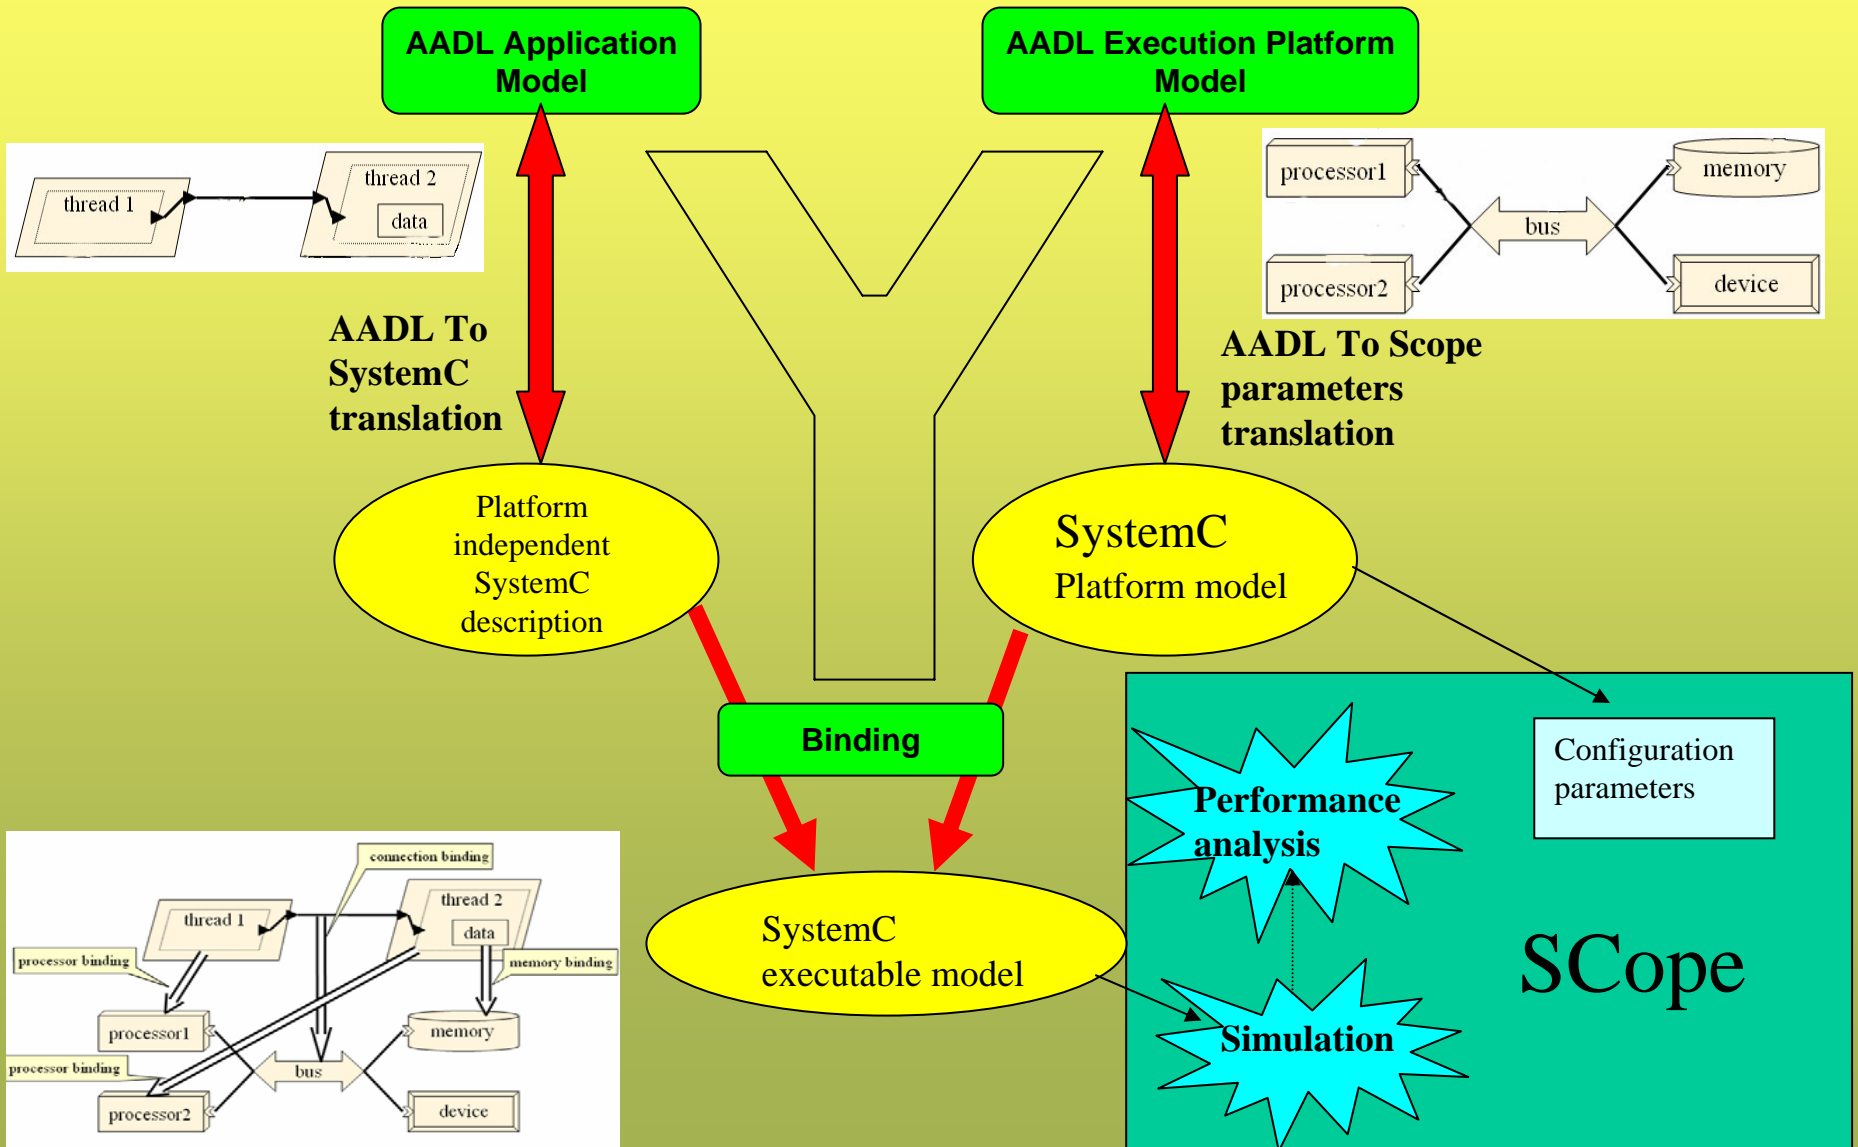 AADL Application
Model
AADL Execution Platform
Model
thread 1
thread 2
data
processor1
memory
bus
processor2
device
AADL To
SystemC
translation
AADL To Scope
parameters
translation
Platform
independent
SystemC
description
SystemC
Platform model
Binding
Configuration
parameters
Performance
analysis
SCope
Simulation
SystemC
executable model
connection binding
thread 1
thread 2
data
processor binding
memory binding
processor1
memory
processor binding
bus
processor2
device